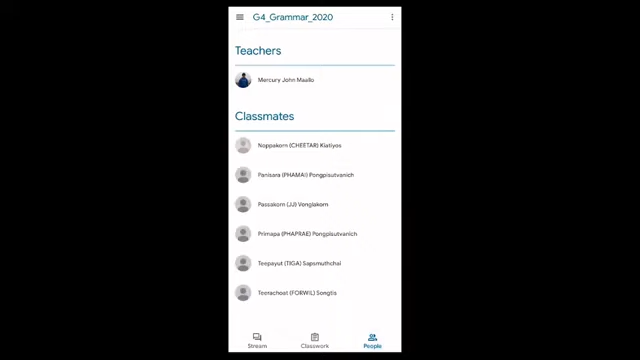 G4_Grammar_2020
Teachers
Mercury John Maallo
Classmates
Noppakorn (CHEETAR) Kiatiyos
Panisara (PHAMAI) Pongpisutvanich
Passakorn (JJ) Vonglakorn
Primapa (PHAPRAE) Pongpisutvanich
Teepayut (TIGA) Sapsmuthchai
Teerachoat (FORWIL) Songtis
Stream
Classwork
People